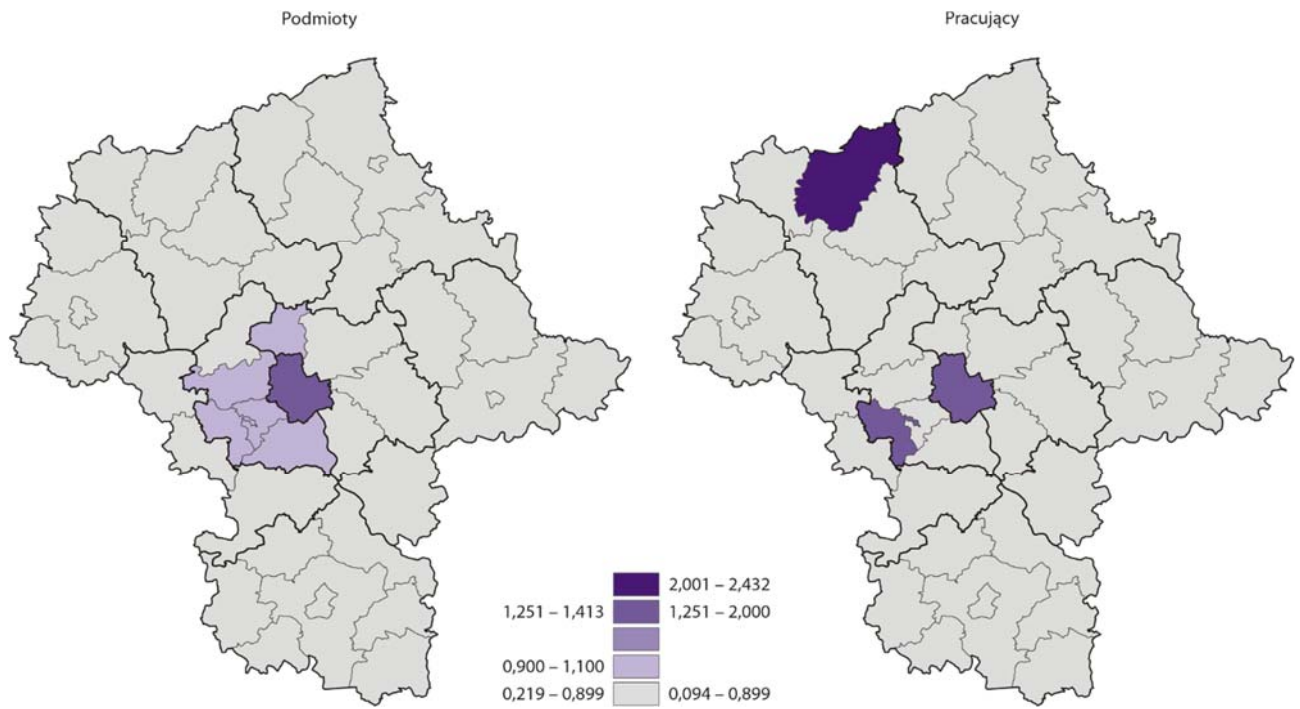 Podmioty
Pracujący
2,001 – 2,432
1,251 – 1,413
1,251 – 2,000
0,900 – 1,100
0,219 – 0,899
0,094 – 0,899